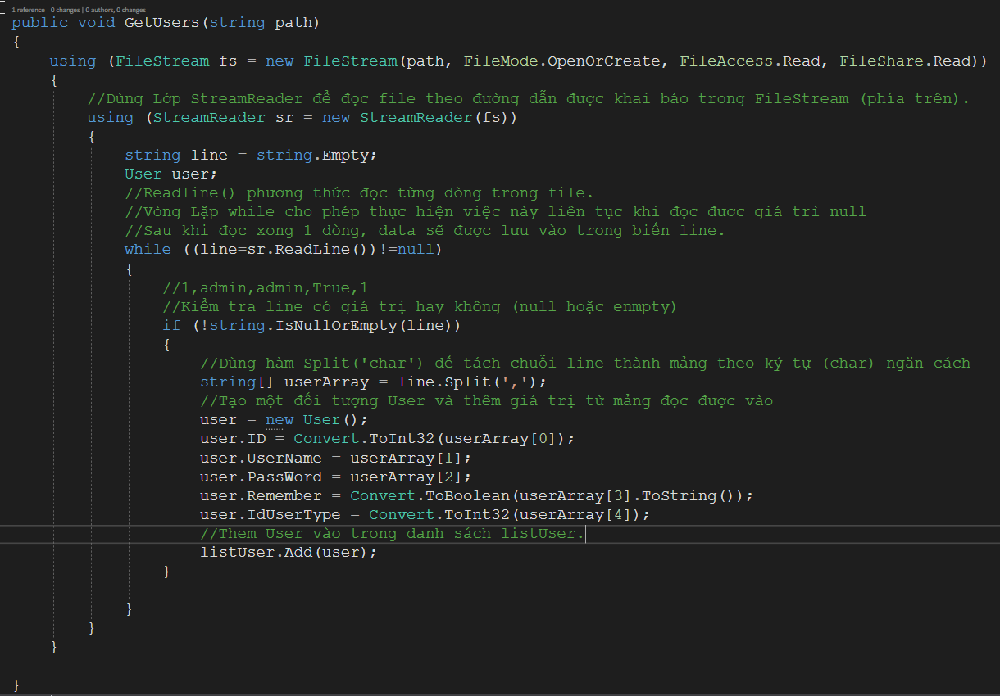 1 reference | 0 changes | 0 authors, 0 changes
public void GetUsers(string path)
{
using (FileStream fs = new FileStream(path, FileMode.OpenOrCreate, FileAccess.Read, FileShare.Read))
{
//Dùng Lớp StreamReader để đọc file theo đường dẫn được khai báo trong FileStream (phía trên).
using (StreamReader sr = new StreamReader(fs))
{
string line = string.Empty;
User user;
//Readline() phương thức đọc từng dòng trong file.
//Vòng Lặp while cho phép thực hiện việc này liên tục khi đọc đươc giá trì null
//Sau khi đọc xong 1 dòng, data sẽ được lưu vào trong biến line.
while ((line=sr.ReadLine())!=null)
{
//1,admin,admin,True,1
//Kiểm tra line có giá trị hay không (null hoặc enmpty)
if (!string.IsNullOrEmpty(line))
{
//Dùng hàm Split('char') để tách chuỗi line thành mảng theo ký tự (char) ngăn cách
string[] userArray = line.Split(',');
//Tạo một đối tượng User và thêm giá trị từ mảng đọc được vào
user = new User();
user.ID = Convert.ToInt32(userArray[0]);
user.UserName = userArray[1];
user.PassWord = userArray[2];
user.Remember = Convert.ToBoolean(userArray[3].ToString());
user.IdUserType = Convert.ToInt32(userArray[4]);
//Them User vào trong danh sách listUser.
listUser.Add(user);
}
}
}
}
}